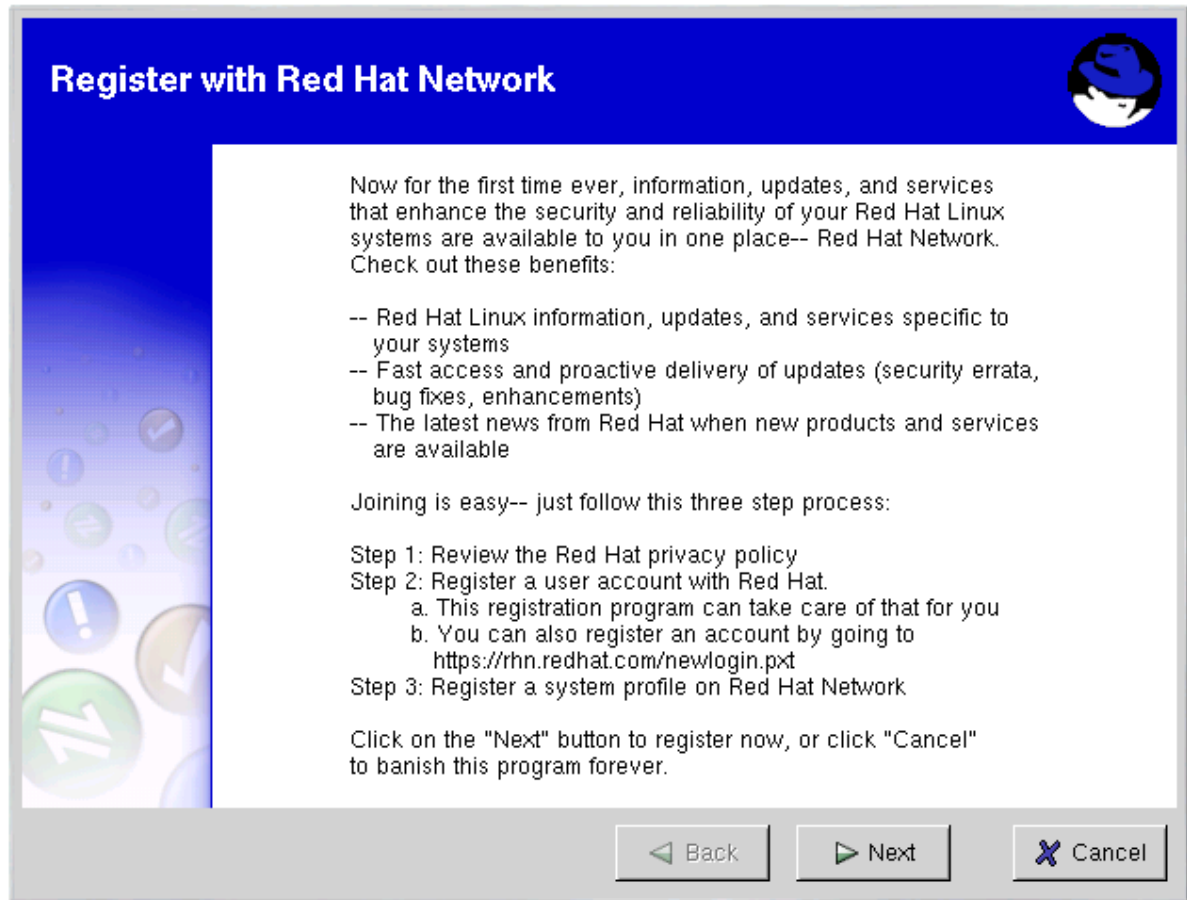 Register with Red Hat Network
Now for the first time ever, information, updates, and services
that enhance the security and reliability of your Red Hat Linux
systems are available to you in one place-- Red Hat Network.
Check out these benefits:
-- Red Hat Linux information, updates, and services specific to
your systems
-- Fast access and proactive delivery of updates (security errata,
bug fixes, enhancements)
-- The latest news from Red Hat when new products and services
are available
Joining is easy-- just follow this three step process:
Step 1: Review the Red Hat privacy policy
Step 2: Register a user account with Red Hat.
a. This registration program can take care of that for you
b. You can also register an account by going to
https://rhn.redhat.com/newlogin.pxt
Step 3: Register a system profile on Red Hat Network
Click on the "Next" button to register now, or click "Cancel"
to banish this program forever.
Back Next Cancel